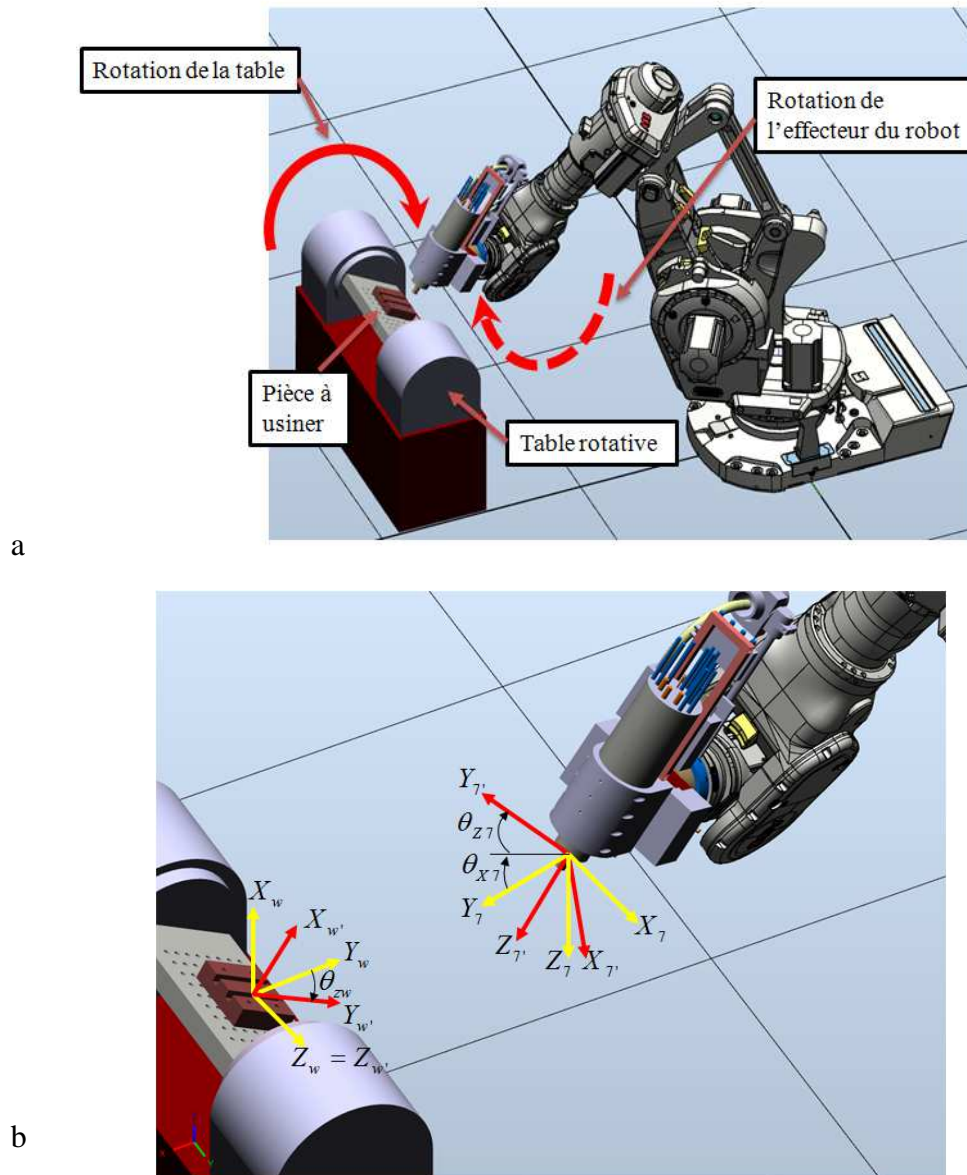 Rotation de la table
Rotation de
l'effecteur du robot
Pièce à
usiner
Table rotative
a
Y7'
θZ7
θX7
Y7
Z7'
Z7
X7'
X7
Xw
Xw'
Yw
θzw
Yw'
Zw = Zw'
b